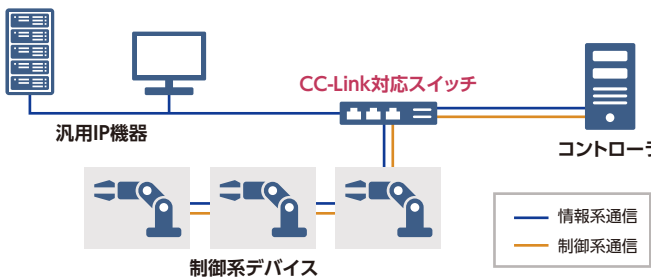 CC-Link対応スイッチ
汎用IP機器
コントローラ
情報系通信
制御系通信
制御系デバイス